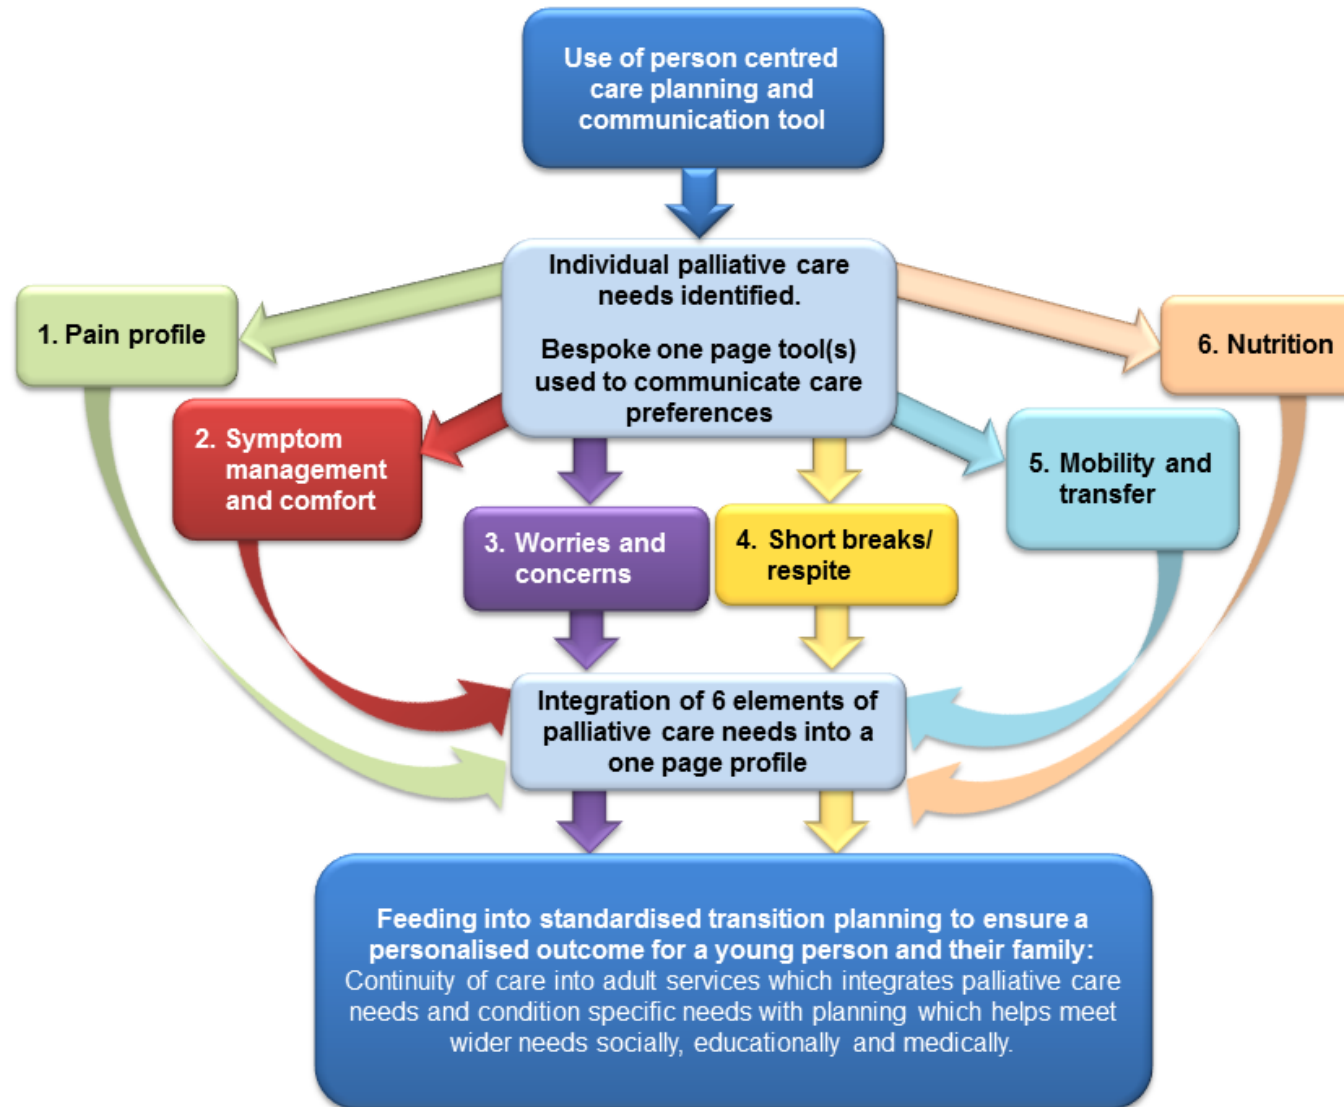 Use of person centred
care planning and
communication tool
Individual palliative care
needs identified.
Bespoke one page tool(s)
used to communicate care
preferences
1. Pain profile
6. Nutrition
2. Symptom
management
and comfort
5. Mobility and
transfer
3. Worries and
concerns
4. Short breaks/
respite
Integration of 6 elements of
palliative care needs into a
one page profile
Feeding into standardised transition planning to ensure a
personalised outcome for a young person and their family:
Continuity of care into adult services which integrates palliative care
needs and condition specific needs with planning which helps meet
wider needs socially, educationally and medically.